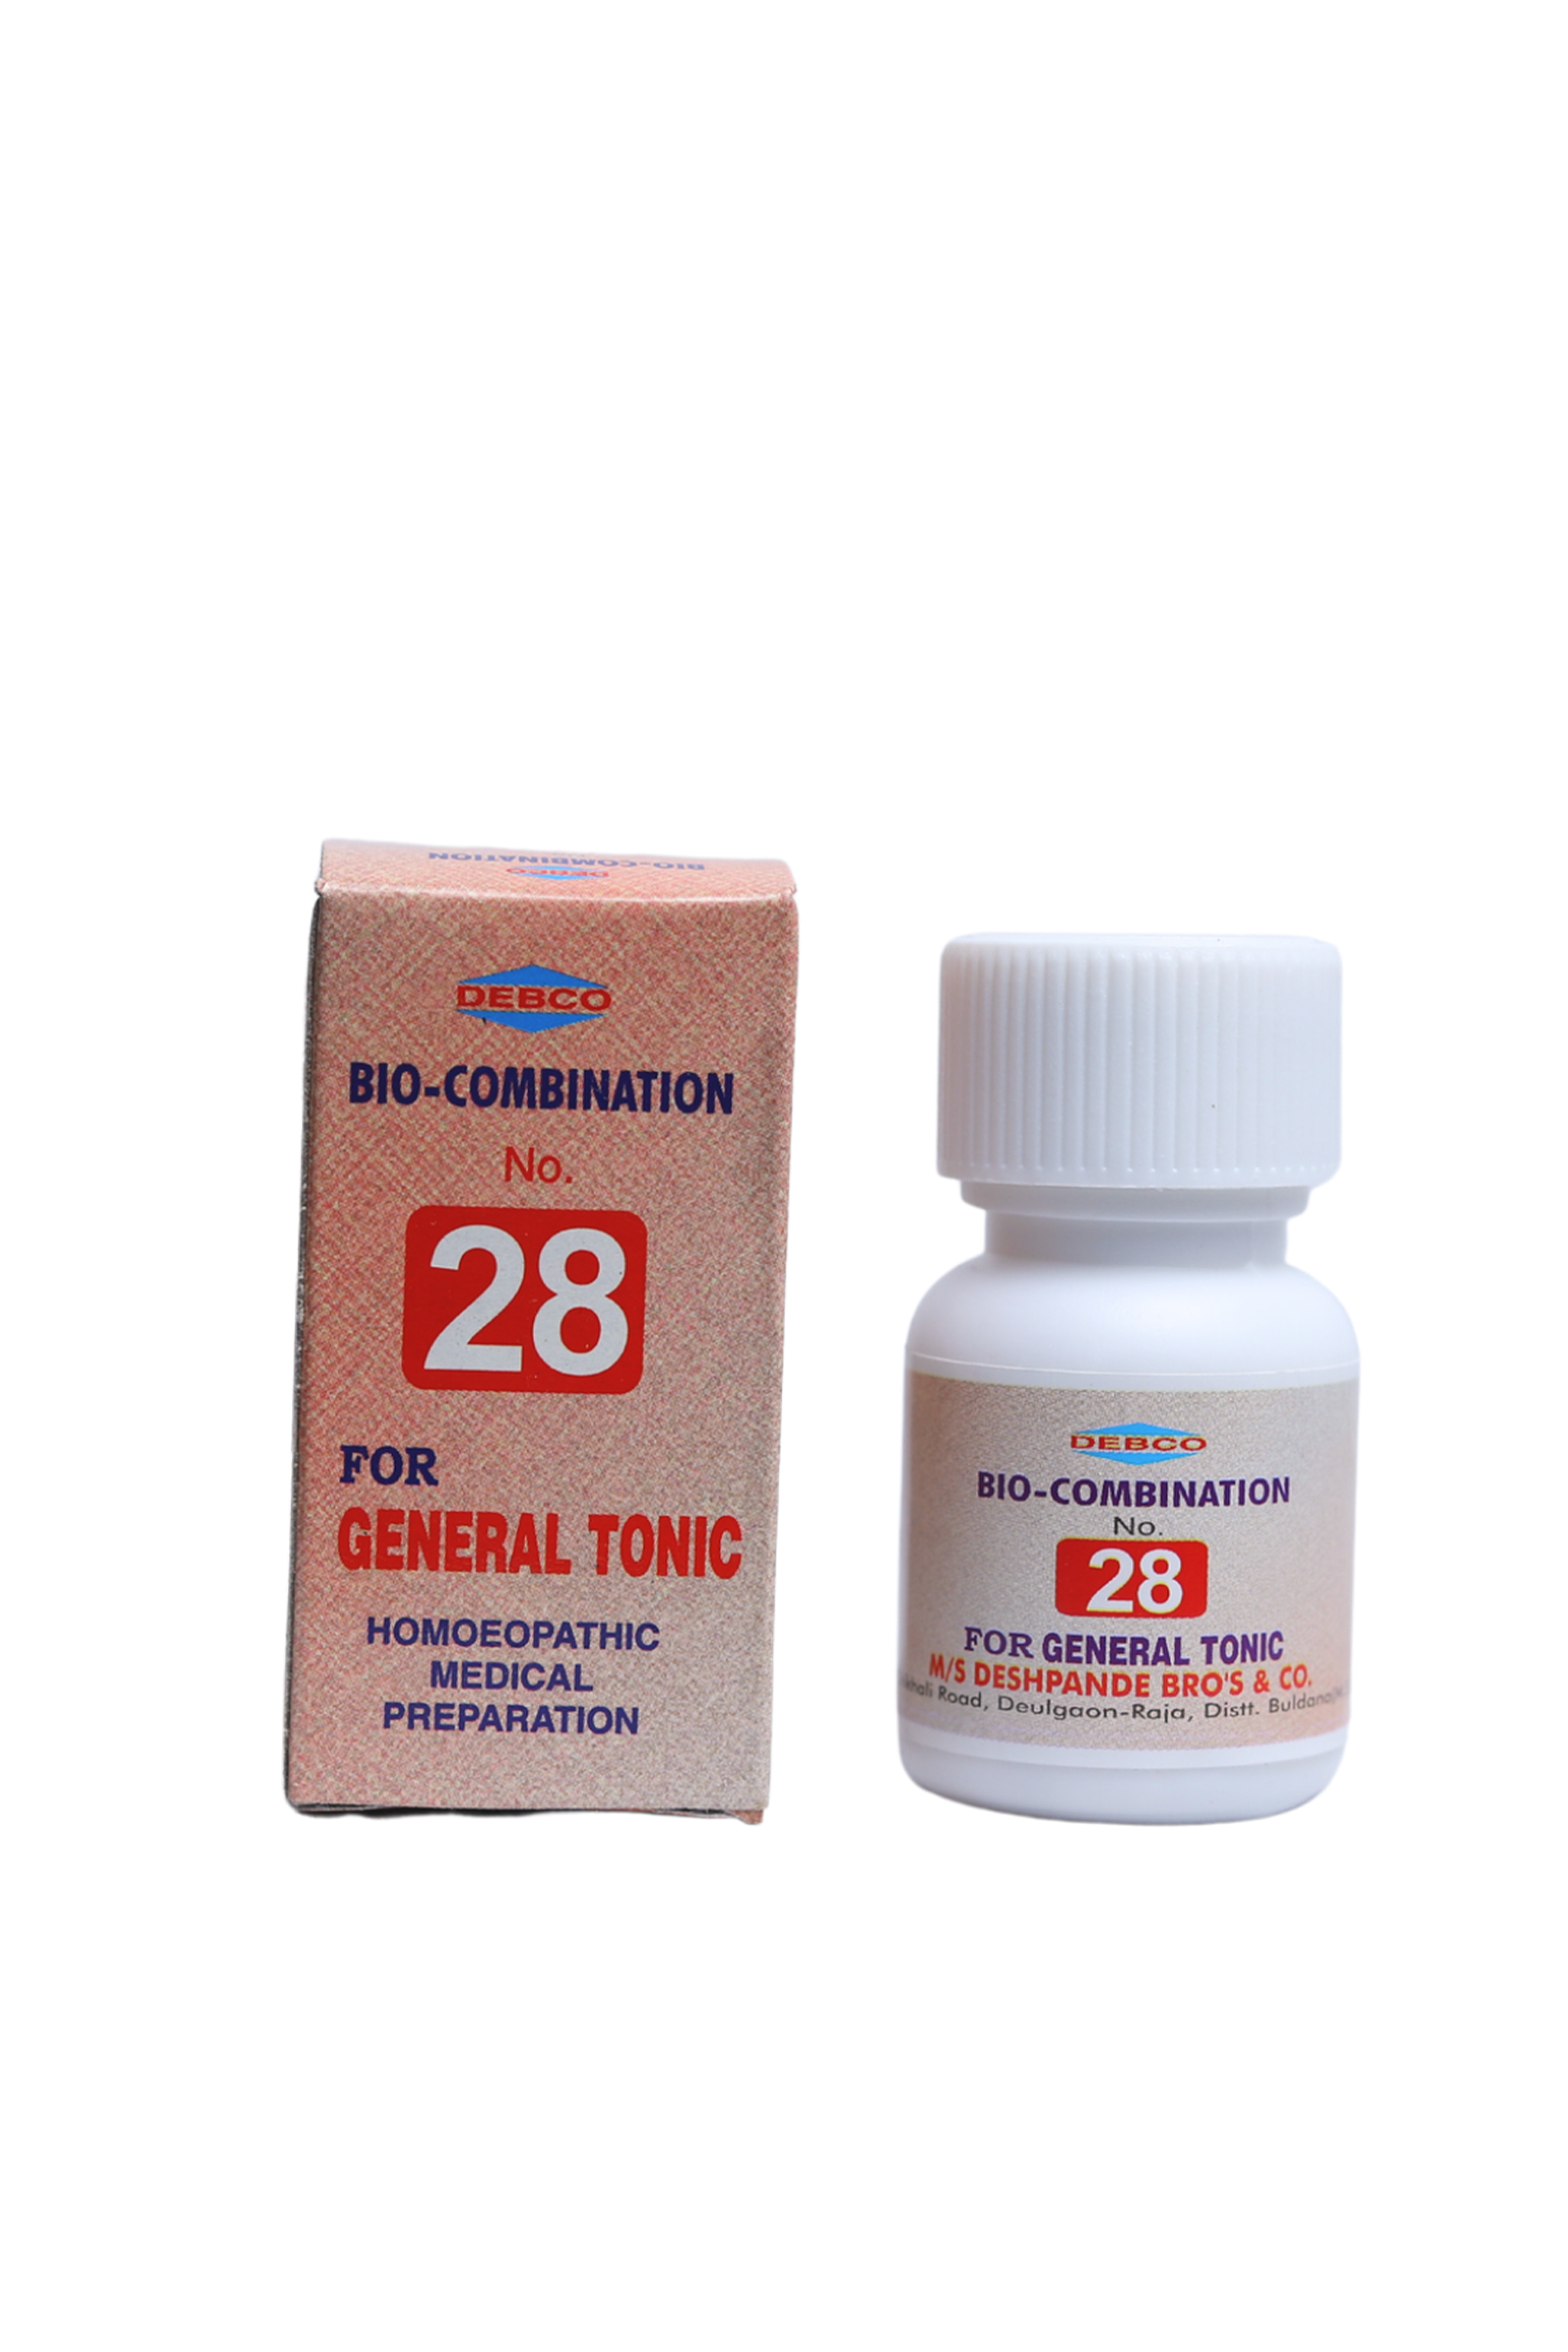 BIO-COMBINATION
DEBCO
DEBCO
BIO-COMBINATION
No.
28
FOR
GENERAL TONIC
HOMOEOPATHIC
MEDICAL
PREPARATION
DEBCO
BIO-COMBINATION
No.
28
FOR GENERAL TONIC
M/S DESHPANDE BRO'S & CO.
Road, Deulgaon-Raja, Distt.